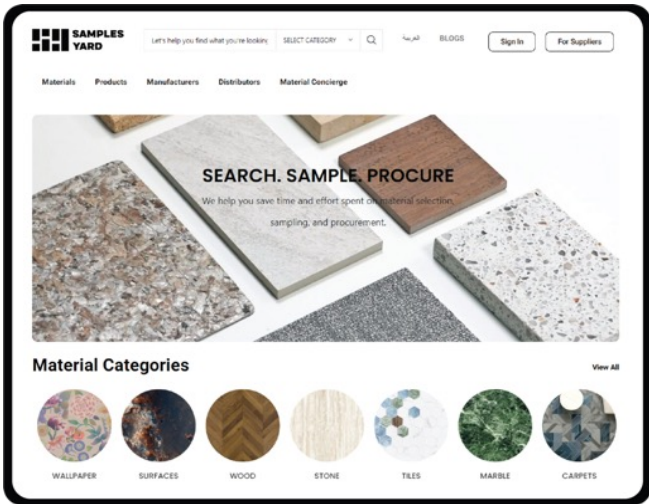 SAMPLES
YARD
Let's help you find what you're looking
SELECT CATEGORY
العربية
BLOGS
Sign In
For Suppliers
Materials
Products
Manufacturers
Distributors
Material Concierge
SEARCH. SAMPLE. PROCURE
We help you save time and effort spent on material selection,
sampling, and procurement.
Material Categories
View All
WALLPAPER
SURFACES
WOOD
STONE
TILES
MARBLE
CARPETS